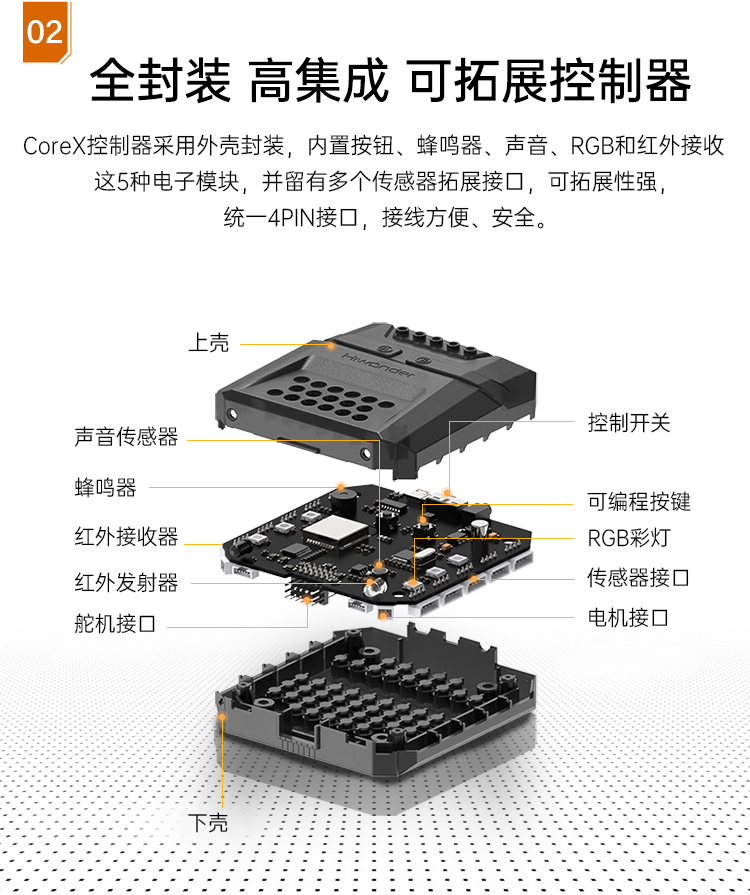 02
全封装 高集成 可拓展控制器
CoreX控制器采用外壳封装，内置按钮、蜂鸣器、声音、RGB和红外接收
这5种电子模块，并留有多个传感器拓展接口，可拓展性强，
统一4PIN接口，接线方便、安全。
上壳
Hiwonder
声音传感器
控制开关
蜂鸣器
可编程按键
红外接收器
RGB彩灯
红外发射器
传感器接口
舵机接口
电机接口
下壳